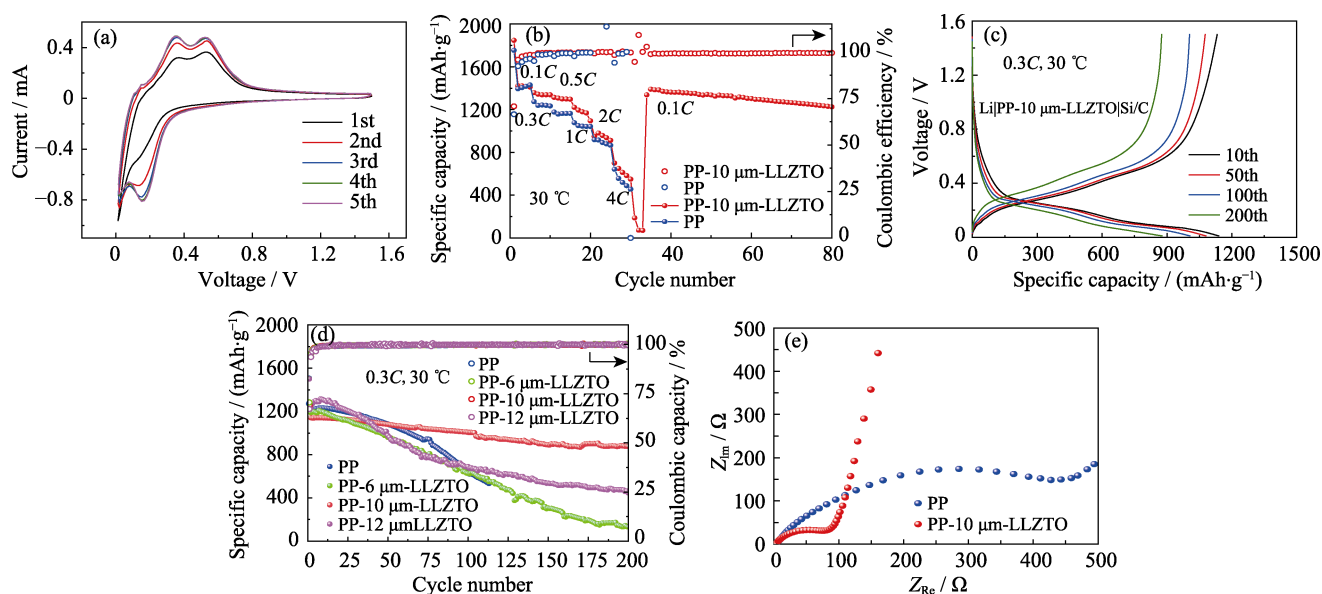 (a)
Current / mA
0.4
0
−0.4
−0.8
1st
2nd
3rd
4th
5th
0
0.4
0.8
1.2
1.6
Voltage / V
(b)
Specific capacity / (mAh·g⁻¹)
2000
1600
1200
800
400
0
0.1C
0.5C
0.3C
1C
2C
4C
0.1C
30 ℃
PP-10 μm-LLZTO
PP
PP-10 μm-LLZTO
PP
100
75
50
25
0
Coulombic efficiency / %
0
20
40
60
80
Cycle number
(c)
Voltage / V
1.6
1.2
0.8
0.4
0
0.3C, 30 ℃
Li|PP-10 μm-LLZTO|Si/C
10th
50th
100th
200th
0
300
600
900
1200
1500
Specific capacity / (mAh·g⁻¹)
(d)
Specific capacity / (mAh·g⁻¹)
2000
1600
1200
800
400
0
0.3C, 30 ℃
PP
PP-6 μm-LLZTO
PP-10 μm-LLZTO
PP-12 μm-LLZTO
PP
PP-6 μm-LLZTO
PP-10 μm-LLZTO
PP-12 μmLLZTO
100
75
50
25
0
Coulombic capacity / %
0
25
50
75
100
125
150
175
200
Cycle number
(e)
Z_Im / Ω
500
400
300
200
100
0
PP
PP-10 μm-LLZTO
0
100
200
300
400
500
Z_Re / Ω